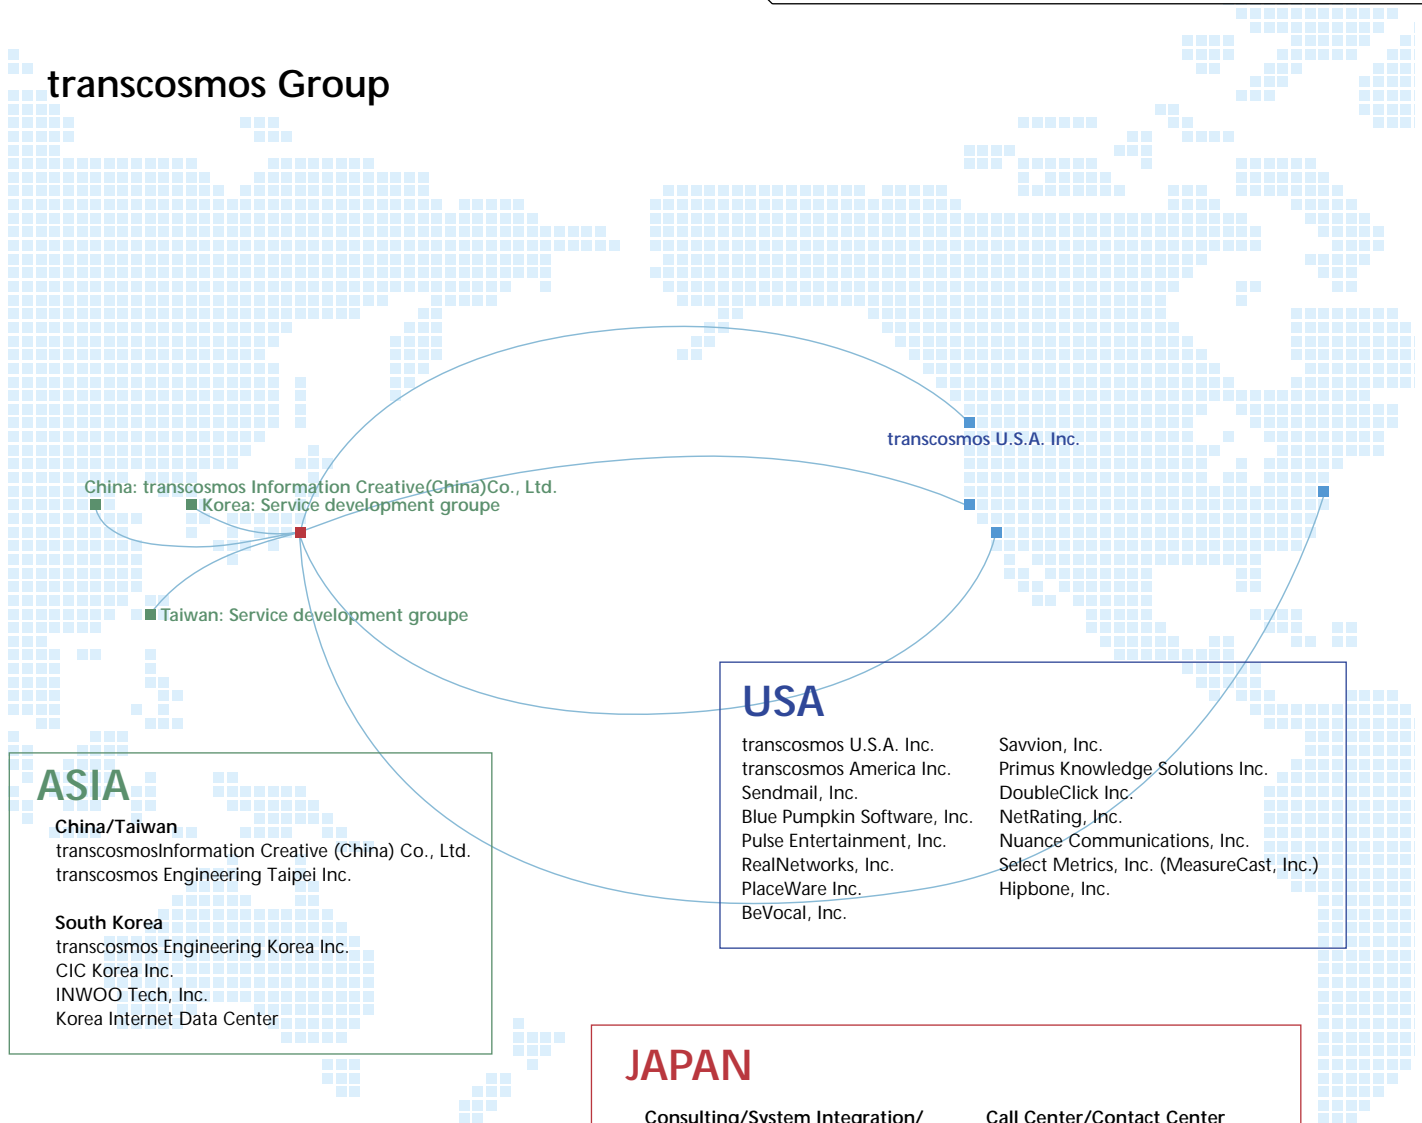 transcosmos Group
transcosmos U.S.A. Inc.
China: transcosmos Information Creative(China)Co., Ltd.
Korea: Service development groupe
Taiwan: Service development groupe
USA
transcosmos U.S.A. Inc.
transcosmos America Inc.
Sendmail, Inc.
Blue Pumpkin Software, Inc.
Pulse Entertainment, Inc.
RealNetworks, Inc.
PlaceWare Inc.
BeVocal, Inc.
Savvion, Inc.
Primus Knowledge Solutions Inc.
DoubleClick Inc.
NetRating, Inc.
Nuance Communications, Inc.
Select Metrics, Inc. (MeasureCast, Inc.)
Hipbone, Inc.
ASIA
China/Taiwan
transcosmosInformation Creative (China) Co., Ltd.
transcosmos Engineering Taipei Inc.
South Korea
transcosmos Engineering Korea Inc.
CIC Korea Inc.
INWOO Tech, Inc.
Korea Internet Data Center
JAPAN
Consulting/System Integration/
Call Center/Contact Center